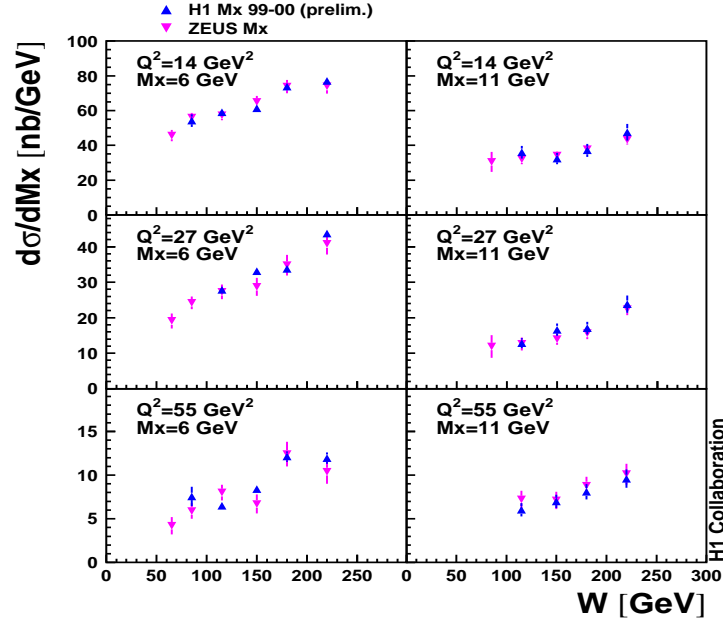 H1 Mx 99-00 (prelim.)
ZEUS Mx
dσ/dMx [nb/GeV]
Q²=14 GeV²
Mx=6 GeV
Q²=14 GeV²
Mx=11 GeV
100
80
60
40
20
0
Q²=27 GeV²
Mx=6 GeV
Q²=27 GeV²
Mx=11 GeV
40
30
20
10
0
Q²=55 GeV²
Mx=6 GeV
Q²=55 GeV²
Mx=11 GeV
15
10
5
0
0 50 100 150 200 250
0 50 100 150 200 250 300
W [GeV]
H1 Collaboration